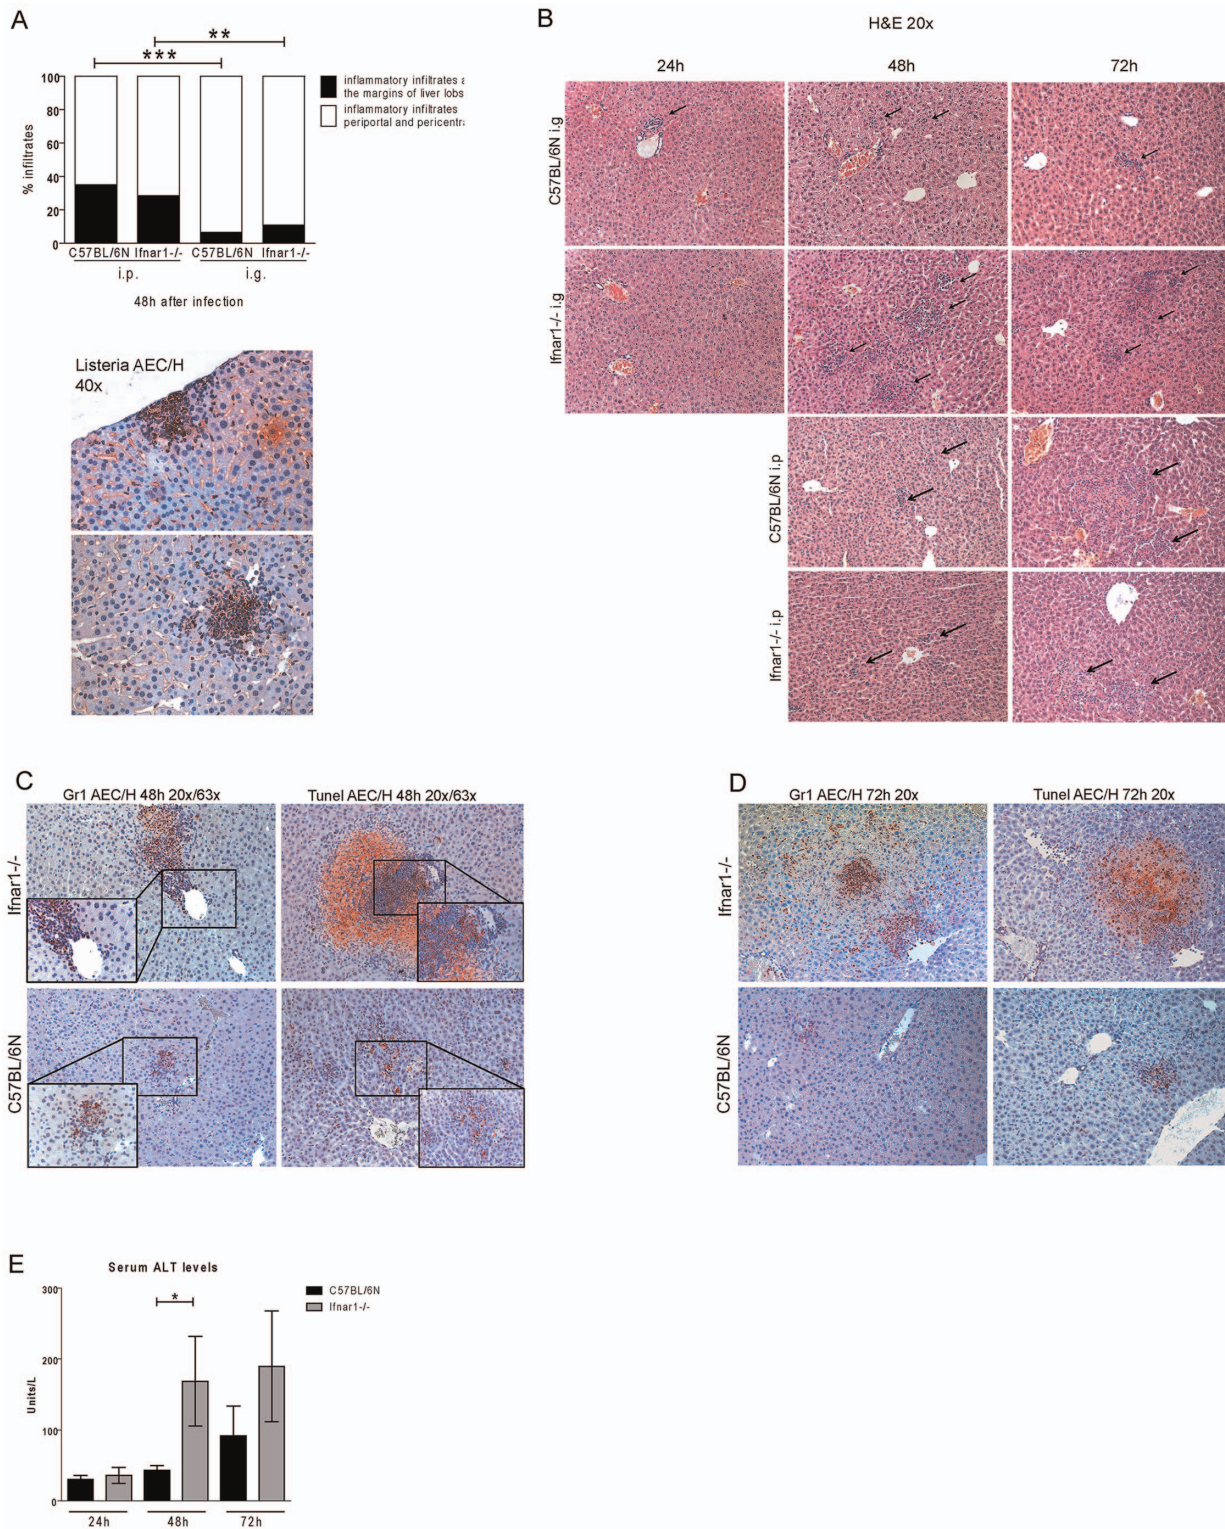 A
** 
***
100
80
60
40
20
0
% infiltrates
inflammatory infiltrates a
the margins of liver lobs
inflammatory infiltrates
periportal and pericentra
C57BL/6N Ifnar1-/- C57BL/6N Ifnar1-/-
i.p. i.g.
48h after infection
Listeria AEC/H
40x
B
H&E 20x
24h 48h 72h
C57BL/6N i.g
Ifnar1-/- i.g
C57BL/6N i.p
Ifnar1-/- i.p
C
Gr1 AEC/H 48h 20x/63x Tunel AEC/H 48h 20x/63x
Ifnar1-/-
C57BL/6N
D
Gr1 AEC/H 72h 20x Tunel AEC/H 72h 20x
Ifnar1-/-
C57BL/6N
E
Serum ALT levels
C57BL/6N
Ifnar1-/-
*
300
200
100
0
Units/L
24h 48h 72h